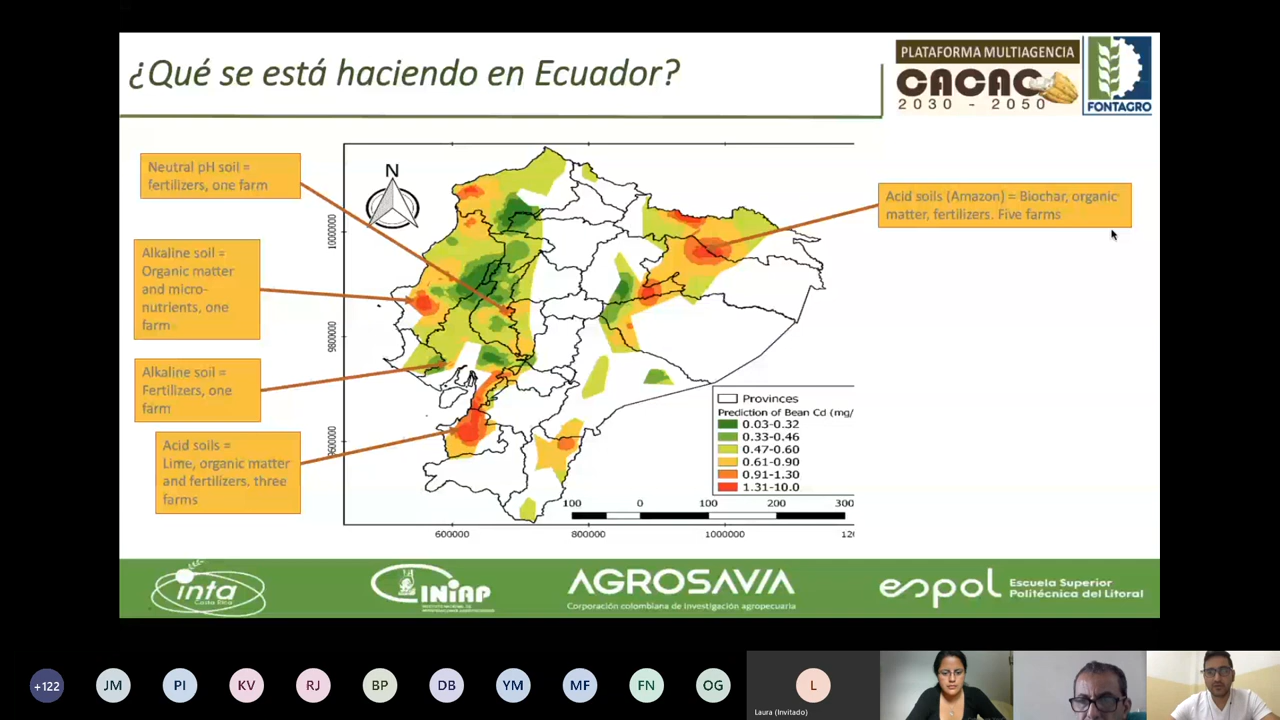 ¿Qué se está haciendo en Ecuador?
PLATAFORMA MULTIAGENCIA
CACAO
2030 - 2050
FONTAGRO
Neutral pH soil =
fertilizers, one farm
Alkaline soil =
Organic matter
and micro-
nutrients, one
farm
Alkaline soil =
Fertilizers, one
farm
Acid soils =
Lime, organic matter
and fertilizers, three
farms
Acid soils (Amazon) = Biochar, organic
matter, fertilizers. Five farms
N
10000000
9800000
9600000
Provinces
Prediction of Bean Cd (mg/
0.03-0.32
0.33-0.46
0.47-0.60
0.61-0.90
0.91-1.30
1.31-10.0
100 0 100 200 300
600000 800000 1000000 120
inta
Costa Rica
INIAP
AGROSAVIA
Corporación colombiana de investigación agropecuaria
espol
Escuela Superior
Politécnica del Litoral
+122 JM PI KV RJ BP DB YM MF FN OG L
Laura (Invitado)